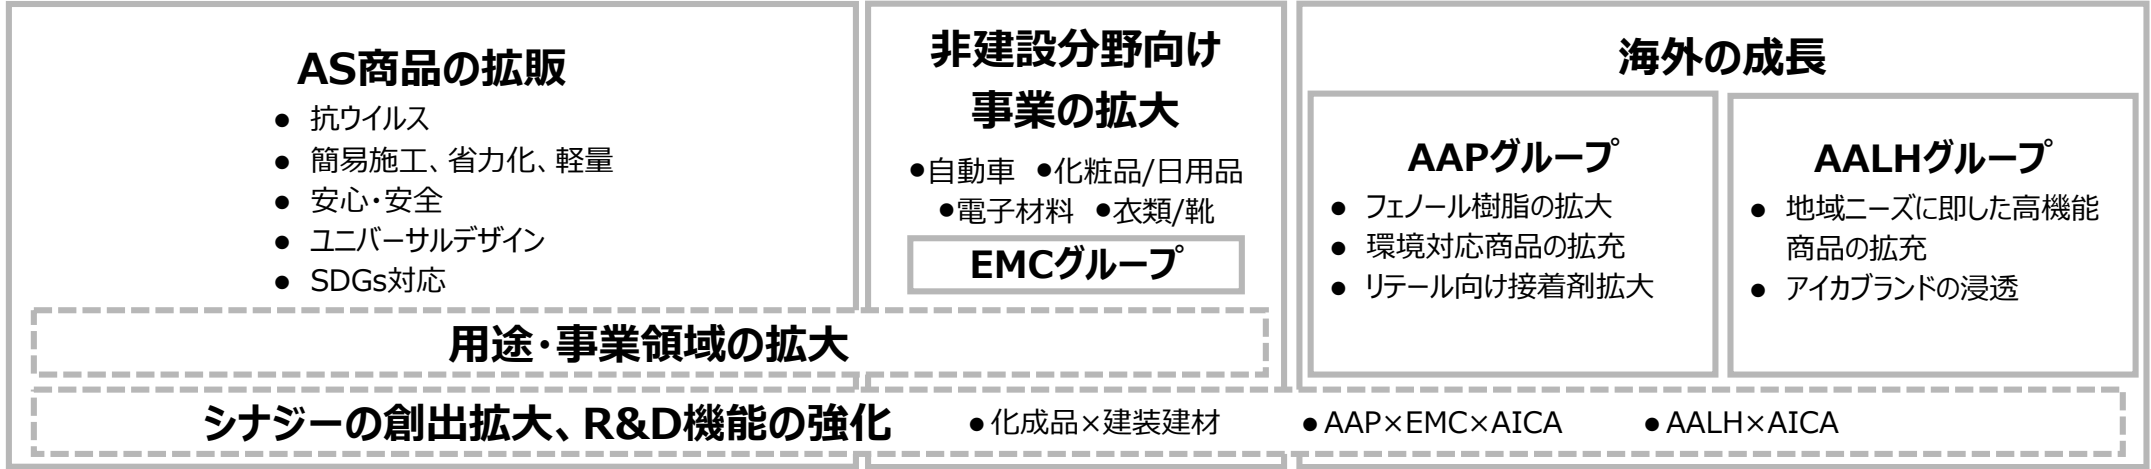 AS商品の拡販
● 抗ウイルス
● 簡易施工、省力化、軽量
● 安心・安全
● ユニバーサルデザイン
● SDGs対応
非建設分野向け
事業の拡大
●自動車 ●化粧品/日用品
●電子材料 ●衣類/靴
EMCグループ
海外の成長
AAPグループ
● フェノール樹脂の拡大
● 環境対応商品の拡充
● リテール向け接着剤拡大
AALHグループ
● 地域ニーズに即した高機能
商品の拡充
● アイカブランドの浸透
用途・事業領域の拡大
シナジーの創出拡大、R&D機能の強化 ●化成品×建装建材 ●AAP×EMC×AICA ●AALH×AICA